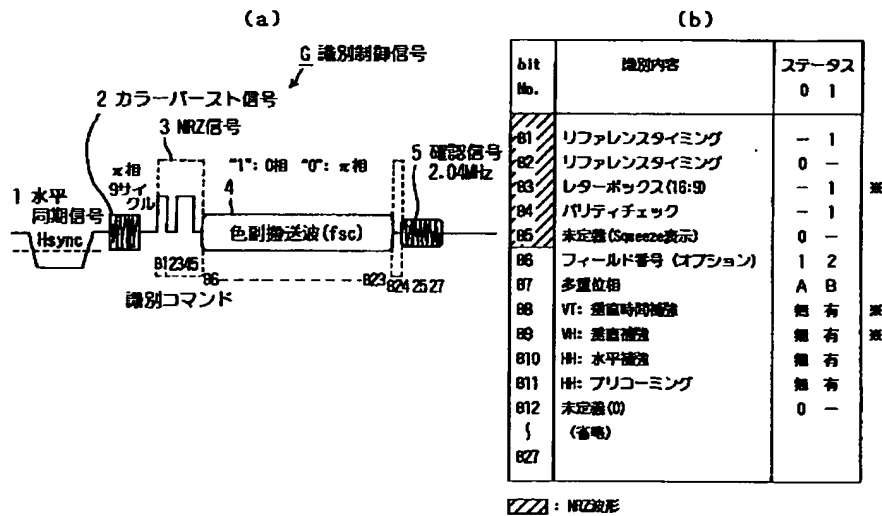 (a)
G 識別制御信号
2 カラーバースト信号
3 NRZ信号
π相
9サイクル
"1": 0相 "0": π相
5 確認信号
2.04MHz
1 水平
同期信号
4
Hsync
色副搬送波(fsc)
B12345
B6
B23
B24 25 27
識別コマンド
(b)
bit No. 識別内容 ステータス
0 1
B1 リファレンスタイミング - 1
B2 リファレンスタイミング 0 -
B3 レターボックス(16:9) - 1 ※
B4 パリティチェック - 1
B5 未定義(Squeeze表示) 0 -
B6 フィールド番号 (オプション) 1 2
B7 多重位相 A B
B8 VT: 垂直時間補強 無 有 ※
B9 VH: 垂直補強 無 有 ※
B10 HH: 水平補強 無 有
B11 HH: プリコーミング 無 有
B12 未定義(0) 0 -
∫ (省略)
B27
: NRZ波形